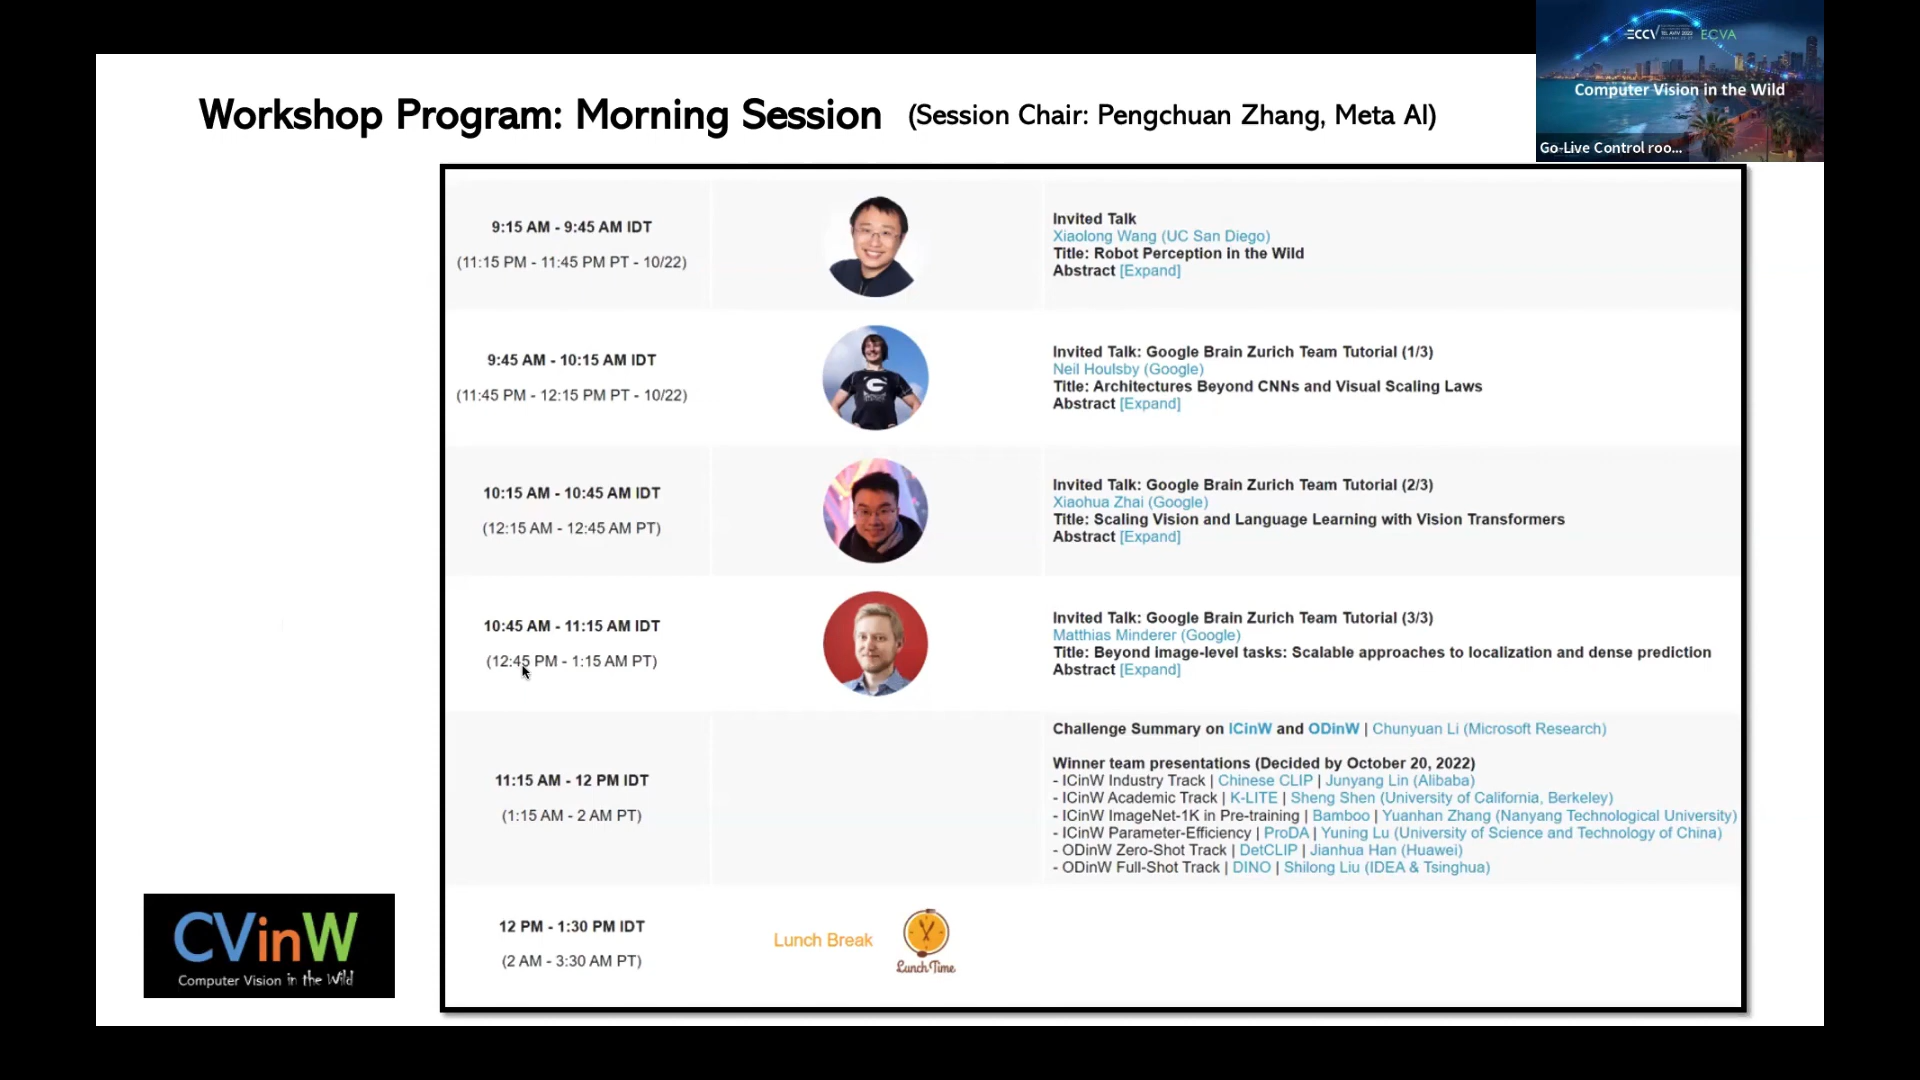 Workshop Program: Morning Session (Session Chair: Pengchuan Zhang, Meta AI)
ECCV TEL AVIV 2022 ECVA
Computer Vision in the Wild
Go-Live Control roo...
9:15 AM - 9:45 AM IDT
(11:15 PM - 11:45 PM PT - 10/22)
Invited Talk
Xiaolong Wang (UC San Diego)
Title: Robot Perception in the Wild
Abstract [Expand]
9:45 AM - 10:15 AM IDT
(11:45 PM - 12:15 PM PT - 10/22)
Invited Talk: Google Brain Zurich Team Tutorial (1/3)
Neil Houlsby (Google)
Title: Architectures Beyond CNNs and Visual Scaling Laws
Abstract [Expand]
10:15 AM - 10:45 AM IDT
(12:15 AM - 12:45 AM PT)
Invited Talk: Google Brain Zurich Team Tutorial (2/3)
Xiaohua Zhai (Google)
Title: Scaling Vision and Language Learning with Vision Transformers
Abstract [Expand]
10:45 AM - 11:15 AM IDT
(12:45 PM - 1:15 AM PT)
Invited Talk: Google Brain Zurich Team Tutorial (3/3)
Matthias Minderer (Google)
Title: Beyond image-level tasks: Scalable approaches to localization and dense prediction
Abstract [Expand]
11:15 AM - 12 PM IDT
(1:15 AM - 2 AM PT)
Challenge Summary on ICinW and ODinW | Chunyuan Li (Microsoft Research)
Winner team presentations (Decided by October 20, 2022)
- ICinW Industry Track | Chinese CLIP | Junyang Lin (Alibaba)
- ICinW Academic Track | K-LITE | Sheng Shen (University of California, Berkeley)
- ICinW ImageNet-1K in Pre-training | Bamboo | Yuanhan Zhang (Nanyang Technological University)
- ICinW Parameter-Efficiency | ProDA | Yuning Lu (University of Science and Technology of China)
- ODinW Zero-Shot Track | DetCLIP | Jianhua Han (Huawei)
- ODinW Full-Shot Track | DINO | Shilong Liu (IDEA & Tsinghua)
12 PM - 1:30 PM IDT
(2 AM - 3:30 AM PT)
Lunch Break
Lunch Time
CVinW
Computer Vision in the Wild